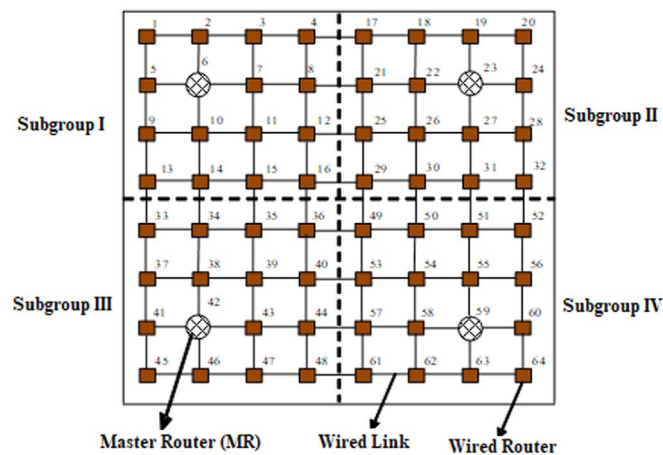 1 2 3 4 17 18 19 20
5 6 7 8 21 22 23 24
Subgroup I
Subgroup II
9 10 11 12 25 26 27 28
13 14 15 16 29 30 31 32
33 34 35 36 49 50 51 52
37 38 39 40 53 54 55 56
Subgroup III
Subgroup IV
41 42 43 44 57 58 59 60
45 46 47 48 61 62 63 64
Master Router (MR)
Wired Link
Wired Router